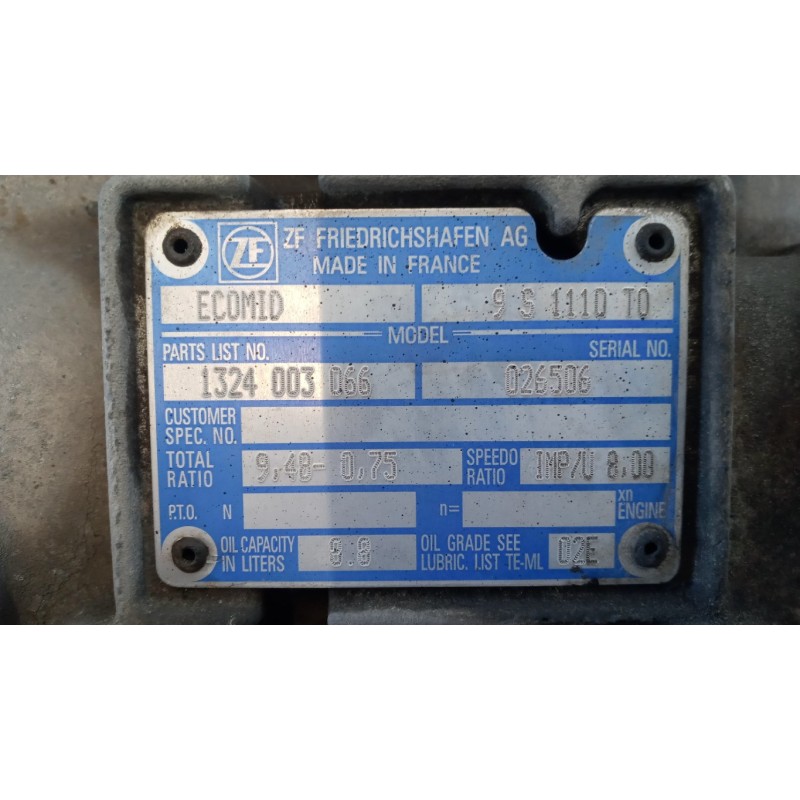 ZF ZF FRIEDRICHSHAFEN AG
MADE IN FRANCE
ECOMID 9 S 1110 TO
MODEL
PARTS LIST NO. SERIAL NO.
1324 003 066 026506
CUSTOMER
SPEC. NO.
TOTAL
RATIO 9,48- 0,75 SPEEDO
RATIO IMP/U 8,00
P.T.O. N n= xn
ENGINE
OIL CAPACITY
IN LITERS 8.8 OIL GRADE SEE
LUBRIC. LIST TE-ML 02E